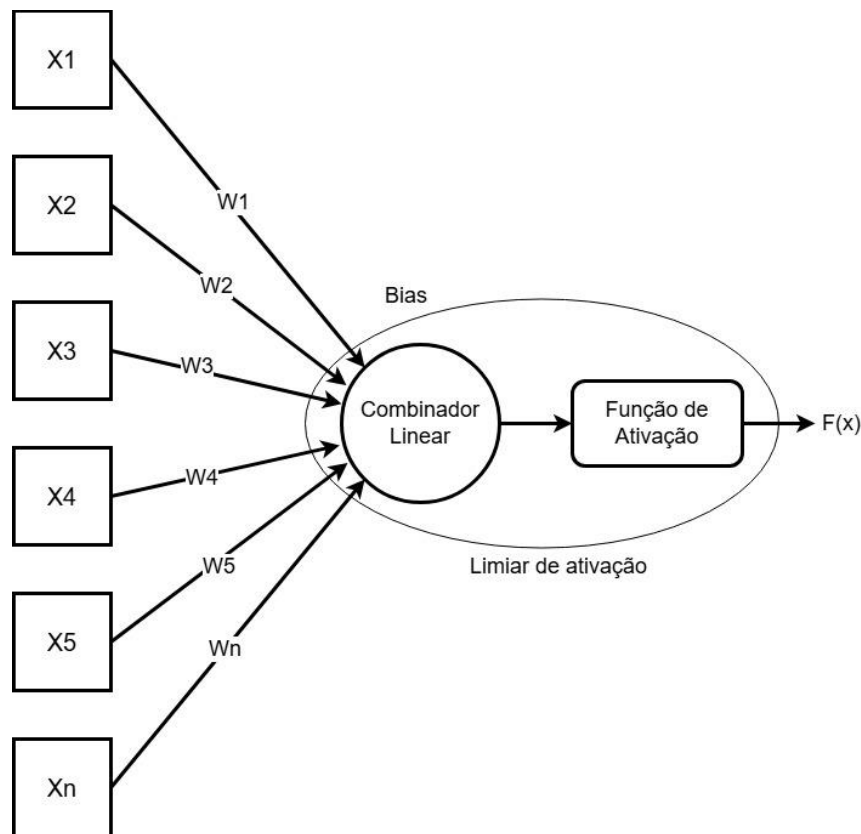 X1
X2
X3
X4
X5
Xn
W1
W2
W3
W4
W5
Wn
Bias
Combinador
Linear
Função de
Ativação
F(x)
Limiar de ativação